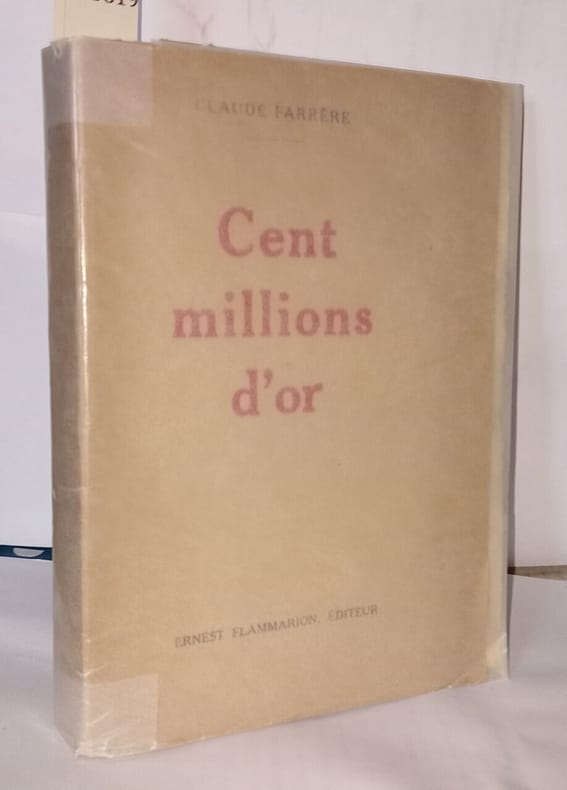 CLAUDE FARRÈRE
Cent
millions
d'or
ERNEST FLAMMARION, ÉDITEUR